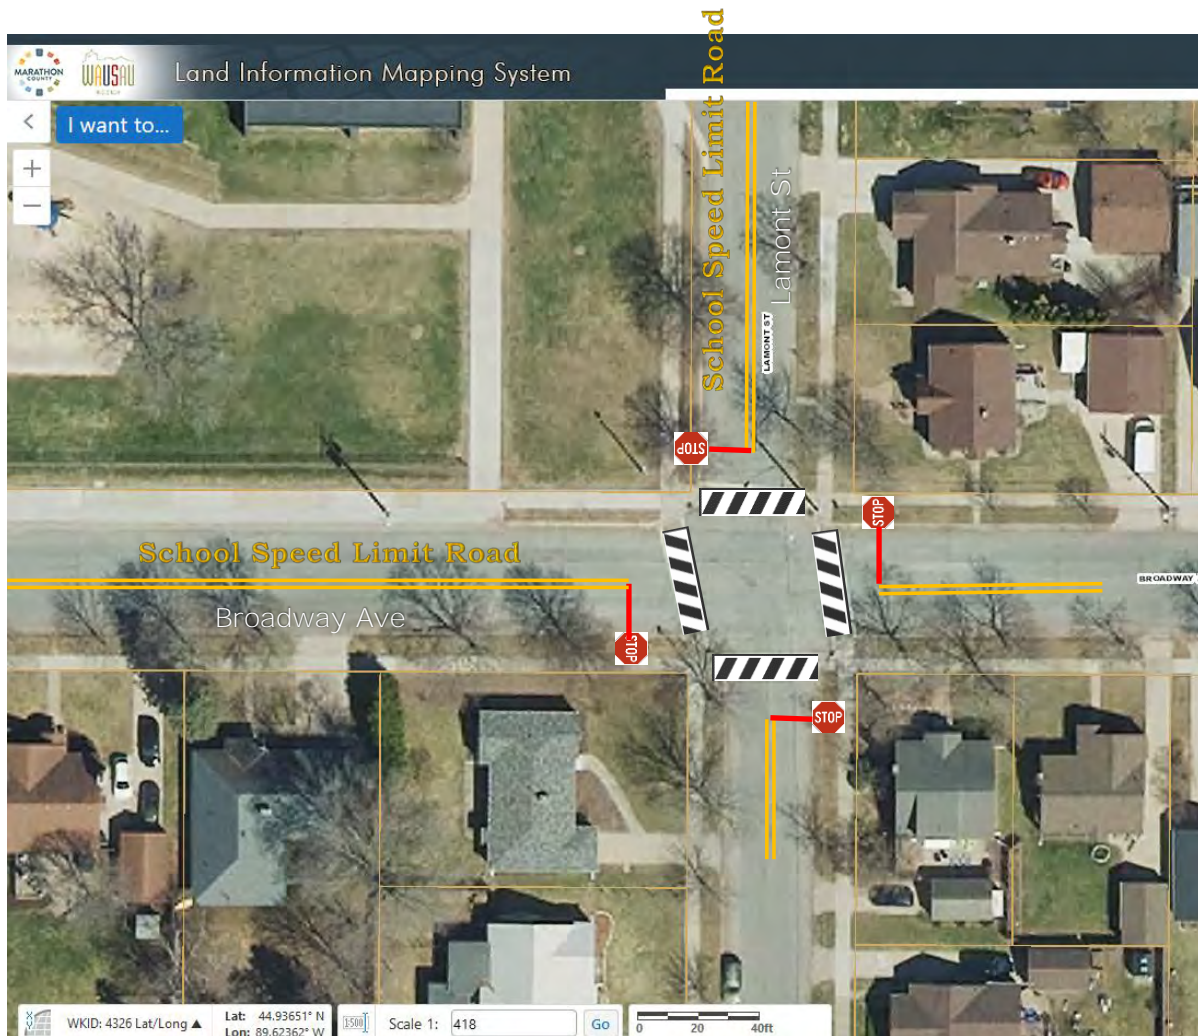 School Speed Limit Road
MARATHON
COUNTY
WAUSAU
Land Information Mapping System
I want to...
Lamont St
LAMONT ST
STOP
STOP
School Speed Limit Road
BROADWAY
Broadway Ave
STOP
STOP
WKID: 4326 Lat/Long
Lat: 44.93651° N
Lon: 89.62362° W
1:500
Scale 1: 418
Go
0 20 40ft